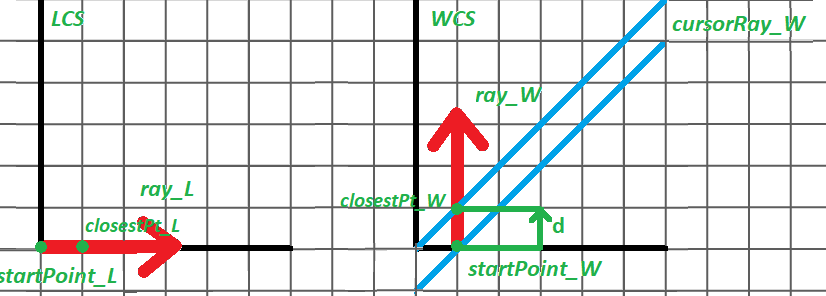 LCS
WCS
cursorRay_W
ray_W
ray_L
closestPt_W
closestPt_L
d
startPoint_L
startPoint_W